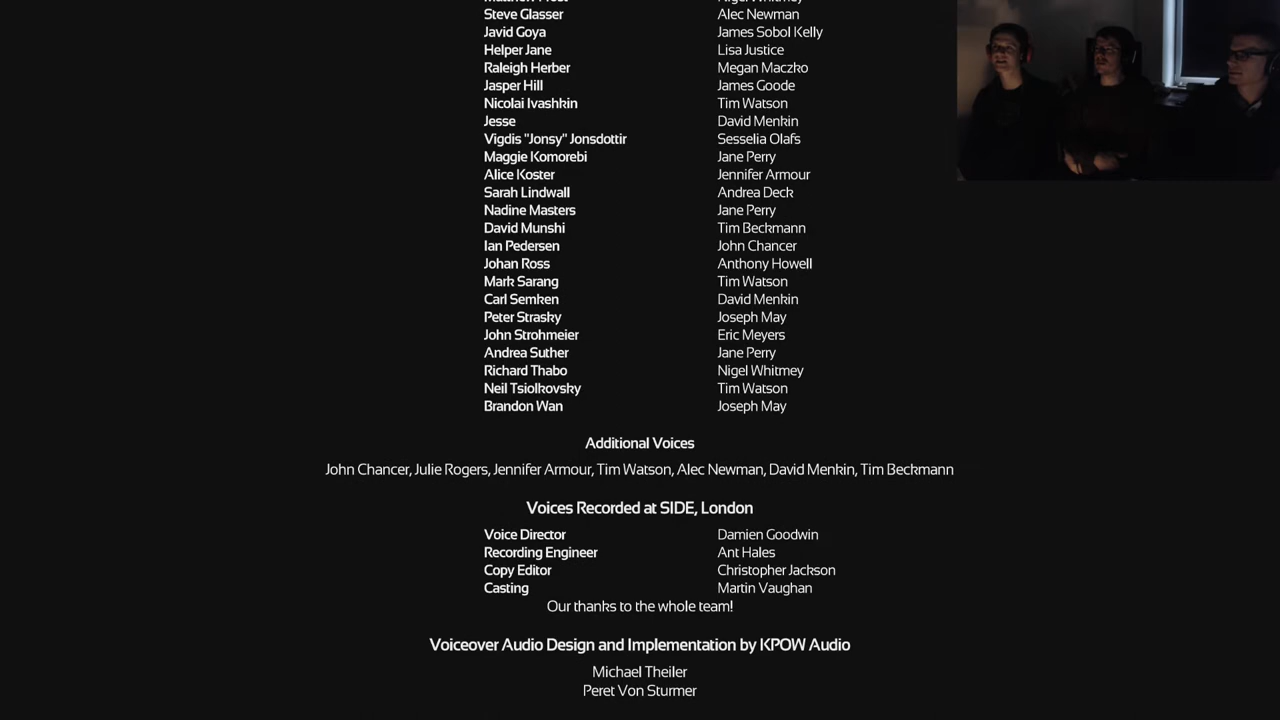 Steve Glasser Alec Newman
Javid Goya James Sobol Kelly
Helper Jane Lisa Justice
Raleigh Herber Megan Maczko
Jasper Hill James Goode
Nicolai Ivashkin Tim Watson
Jesse David Menkin
Vigdis "Jonsy" Jonsdottir Sesselia Olafs
Maggie Komorebi Jane Perry
Alice Koster Jennifer Armour
Sarah Lindwall Andrea Deck
Nadine Masters Jane Perry
David Munshi Tim Beckmann
Ian Pedersen John Chancer
Johan Ross Anthony Howell
Mark Sarang Tim Watson
Carl Semken David Menkin
Peter Strasky Joseph May
John Strohmeier Eric Meyers
Andrea Suther Jane Perry
Richard Thabo Nigel Whitmey
Neil Tsiolkovsky Tim Watson
Brandon Wan Joseph May
Additional Voices
John Chancer, Julie Rogers, Jennifer Armour, Tim Watson, Alec Newman, David Menkin, Tim Beckmann
Voices Recorded at SIDE, London
Voice Director Damien Goodwin
Recording Engineer Ant Hales
Copy Editor Christopher Jackson
Casting Martin Vaughan
Our thanks to the whole team!
Voiceover Audio Design and Implementation by KPOW Audio
Michael Theiler
Peret Von Sturmer